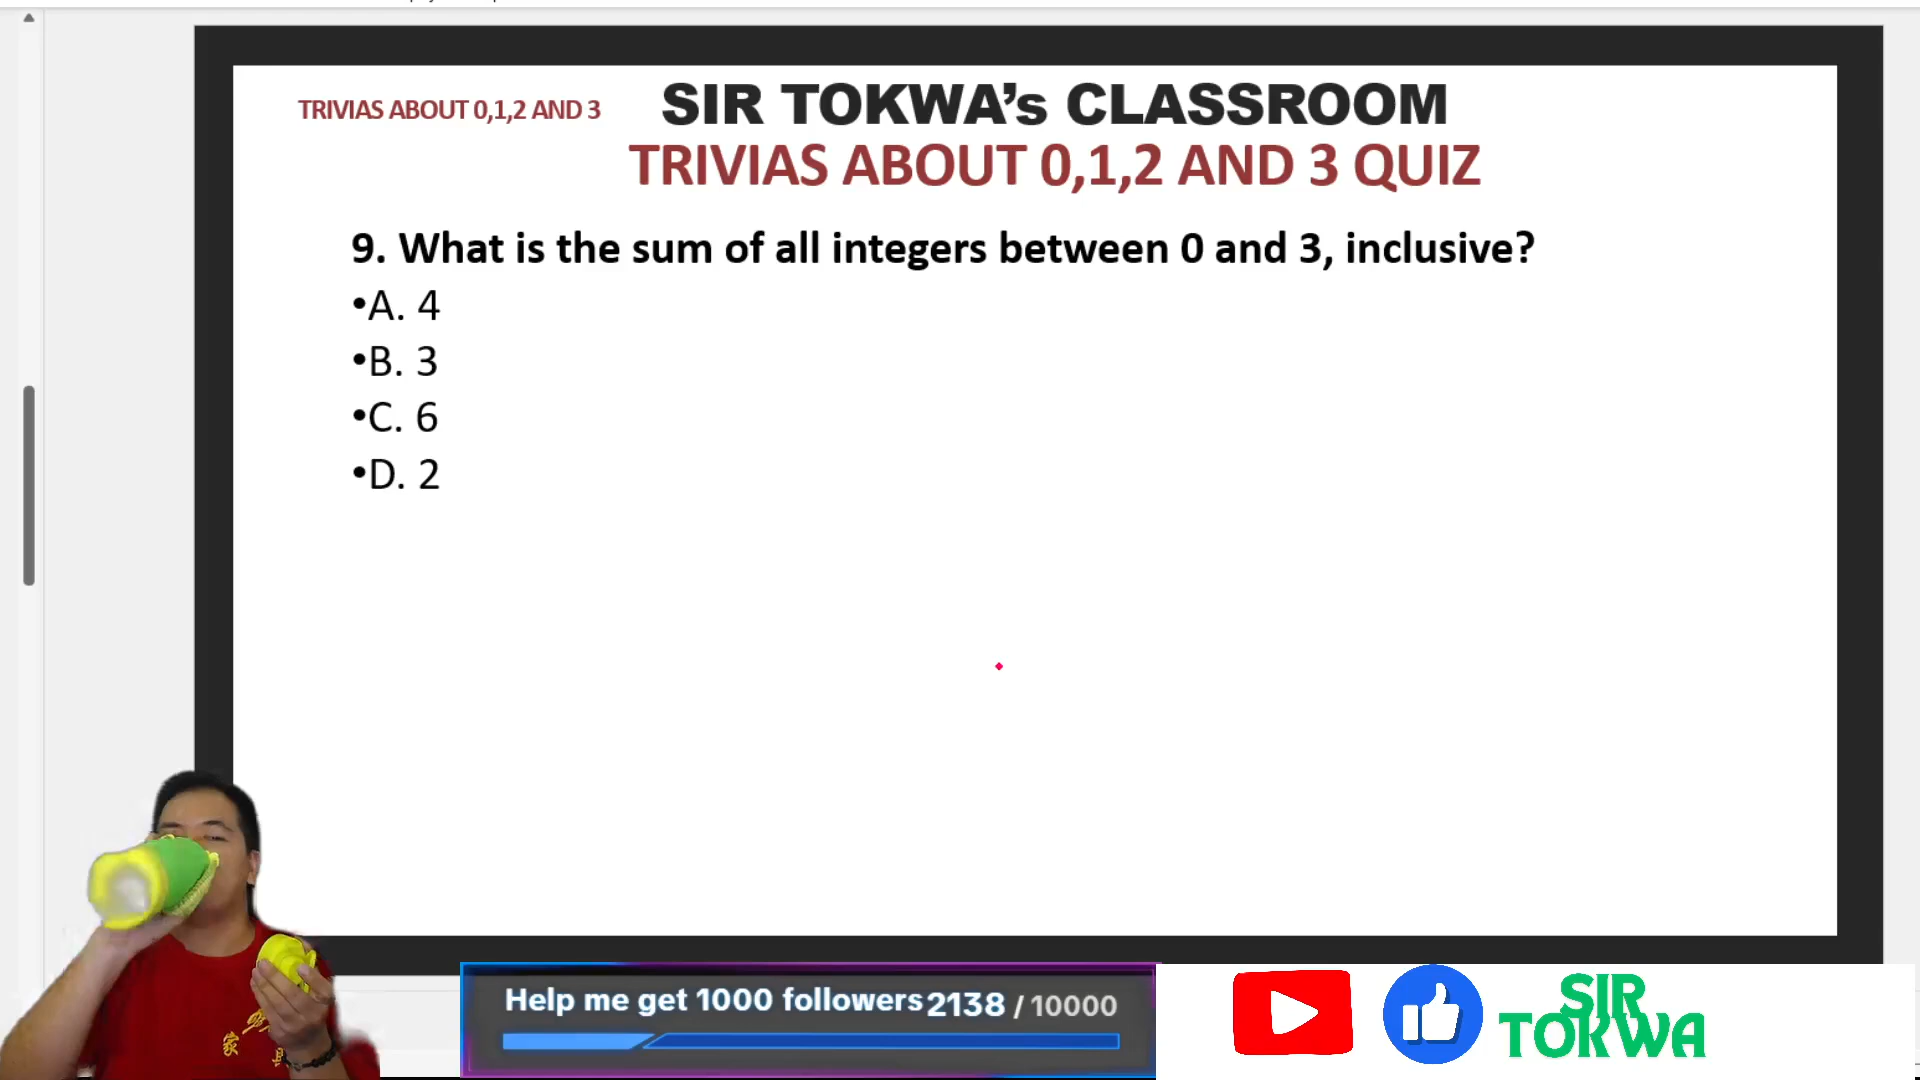 TRIVIAS ABOUT 0,1,2 AND 3
SIR TOKWA's CLASSROOM
TRIVIAS ABOUT 0,1,2 AND 3 QUIZ
9. What is the sum of all integers between 0 and 3, inclusive?
•A. 4
•B. 3
•C. 6
•D. 2
Help me get 1000 followers 2138 / 10000
SIR
TOKWA